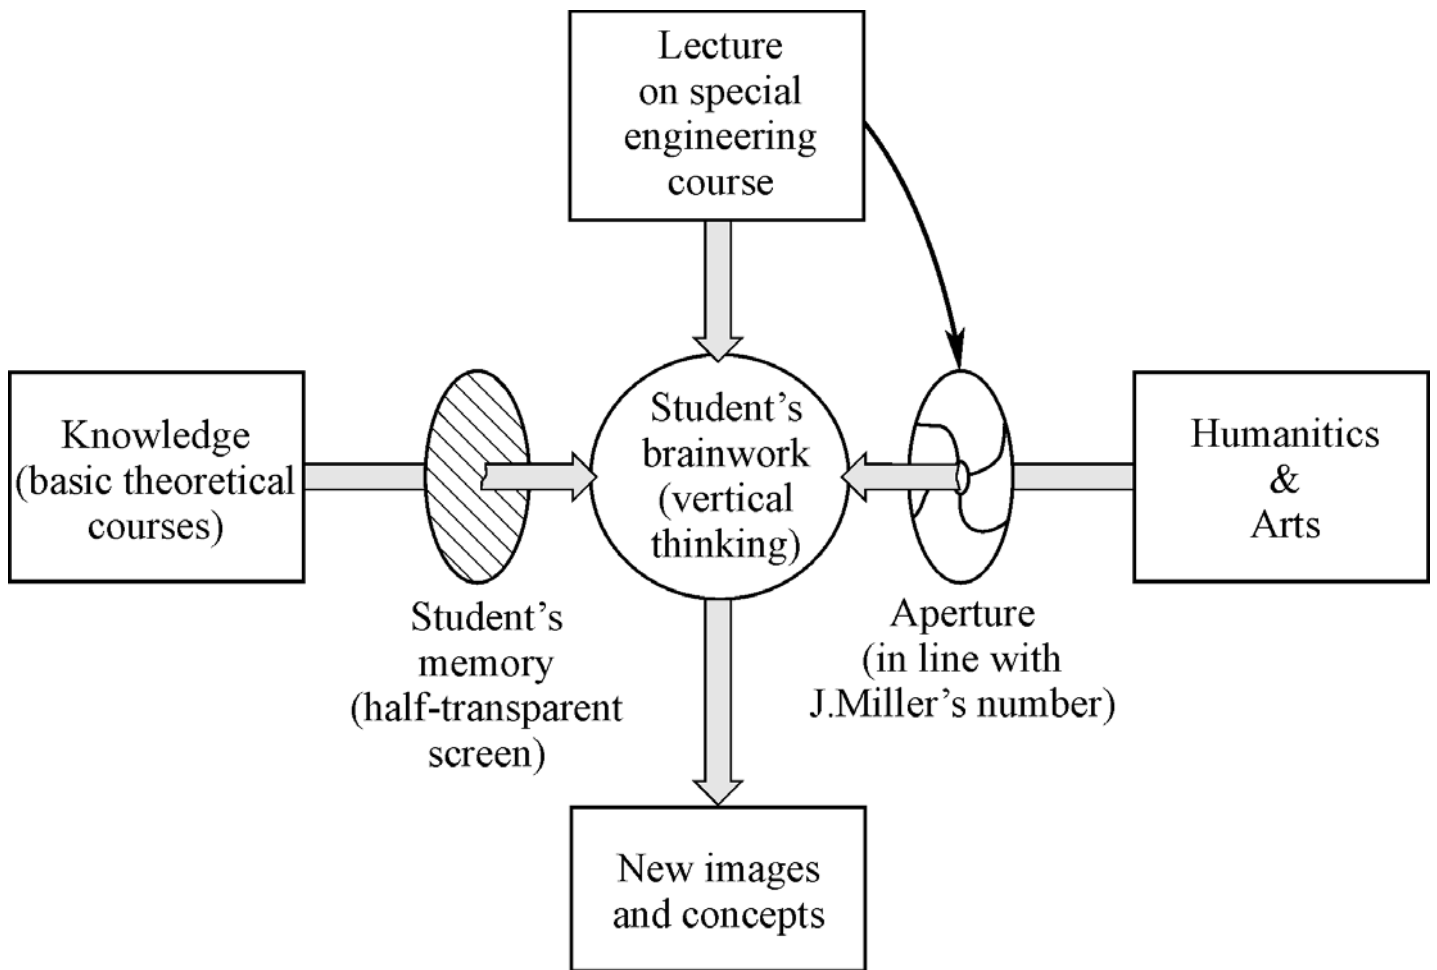 Lecture
on special
engineering
course
Knowledge
(basic theoretical
courses)
Student’s
brainwork
(vertical
thinking)
Humanitics
&
Arts
Student’s
memory
(half-transparent
screen)
Aperture
(in line with
J.Miller’s number)
New images
and concepts